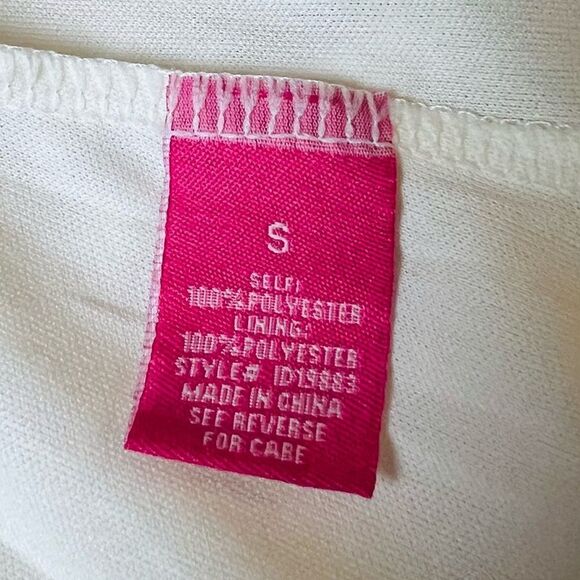 S
SELF:
100%POLYESTER
LINING:
100%POLYESTER
STYLE#. ID19883
MADE IN CHINA
SEE REVERSE
FOR CARE